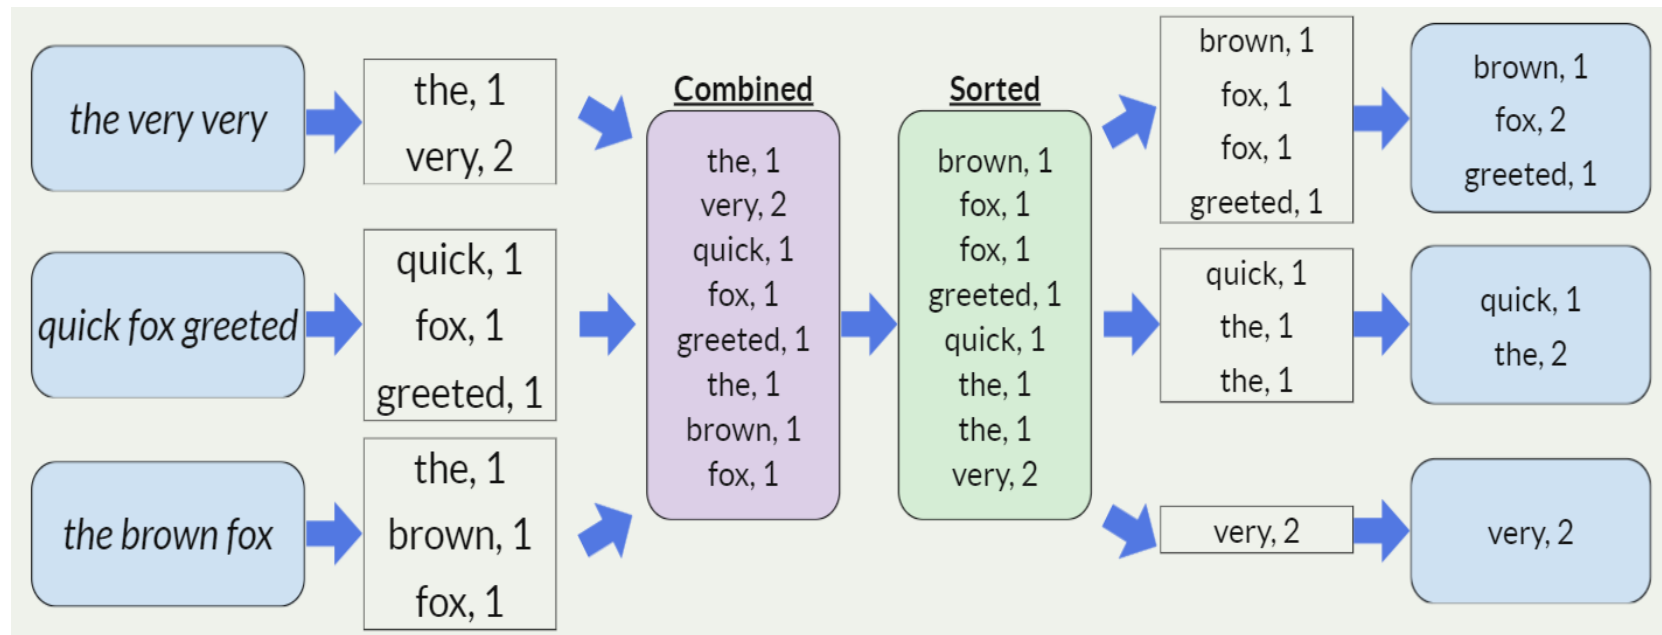 the very very
the, 1
very, 2
quick fox greeted
quick, 1
fox, 1
greeted, 1
the brown fox
the, 1
brown, 1
fox, 1
Combined
the, 1
very, 2
quick, 1
fox, 1
greeted, 1
the, 1
brown, 1
fox, 1
Sorted
brown, 1
fox, 1
fox, 1
greeted, 1
quick, 1
the, 1
the, 1
very, 2
brown, 1
fox, 1
fox, 1
greeted, 1
brown, 1
fox, 2
greeted, 1
quick, 1
the, 1
the, 1
quick, 1
the, 2
very, 2
very, 2